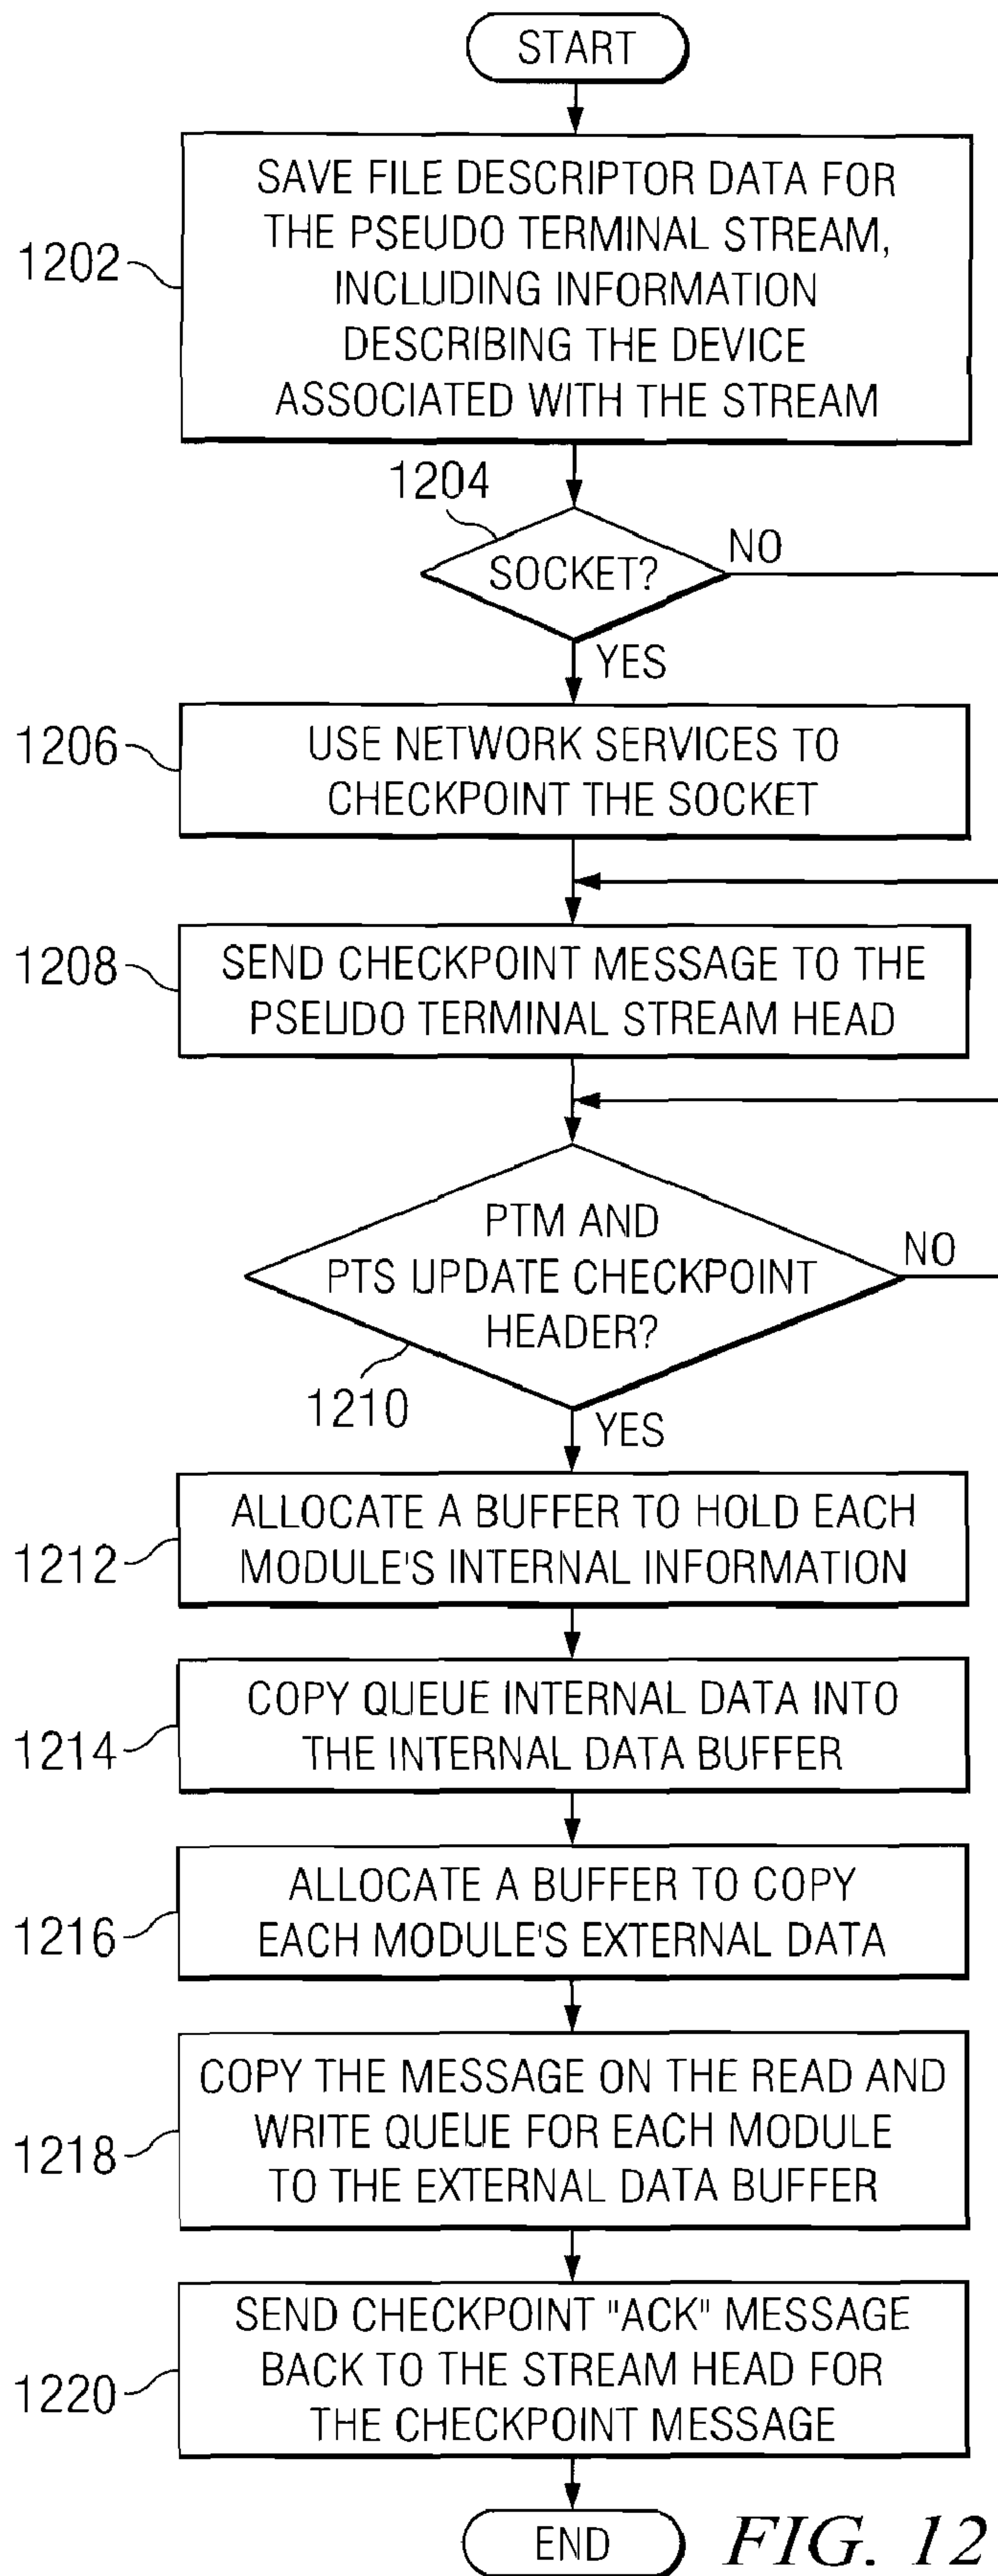 START
SAVE FILE DESCRIPTOR DATA FOR
THE PSEUDO TERMINAL STREAM,
INCLUDING INFORMATION
DESCRIBING THE DEVICE
ASSOCIATED WITH THE STREAM
1202
1204
SOCKET?
NO
YES
1206
USE NETWORK SERVICES TO
CHECKPOINT THE SOCKET
1208
SEND CHECKPOINT MESSAGE TO THE
PSEUDO TERMINAL STREAM HEAD
PTM AND
PTS UPDATE CHECKPOINT
HEADER?
NO
1210
YES
1212
ALLOCATE A BUFFER TO HOLD EACH
MODULE'S INTERNAL INFORMATION
1214
COPY QUEUE INTERNAL DATA INTO
THE INTERNAL DATA BUFFER
1216
ALLOCATE A BUFFER TO COPY
EACH MODULE'S EXTERNAL DATA
1218
COPY THE MESSAGE ON THE READ AND
WRITE QUEUE FOR EACH MODULE
TO THE EXTERNAL DATA BUFFER
1220
SEND CHECKPOINT "ACK" MESSAGE
BACK TO THE STREAM HEAD FOR
THE CHECKPOINT MESSAGE
END
FIG. 12